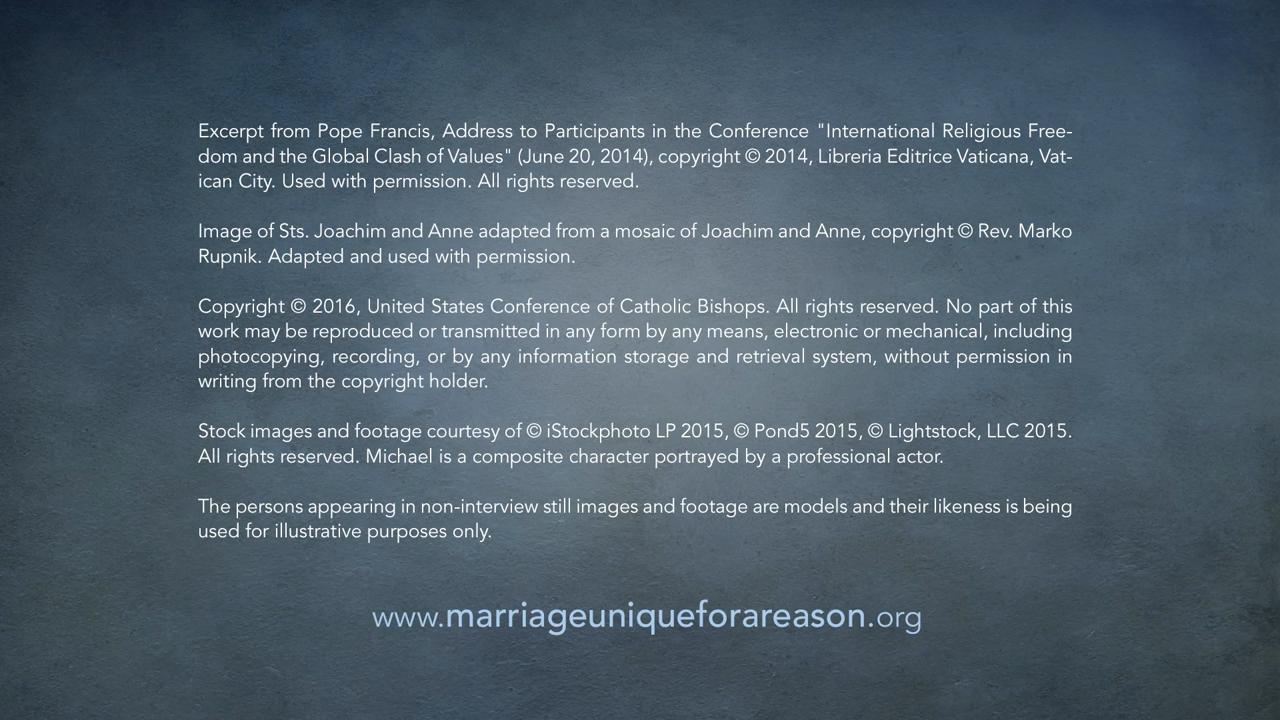 Excerpt from Pope Francis, Address to Participants in the Conference "International Religious Free-
dom and the Global Clash of Values" (June 20, 2014), copyright © 2014, Libreria Editrice Vaticana, Vat-
ican City. Used with permission. All rights reserved.
Image of Sts. Joachim and Anne adapted from a mosaic of Joachim and Anne, copyright © Rev. Marko
Rupnik. Adapted and used with permission.
Copyright © 2016, United States Conference of Catholic Bishops. All rights reserved. No part of this
work may be reproduced or transmitted in any form by any means, electronic or mechanical, including
photocopying, recording, or by any information storage and retrieval system, without permission in
writing from the copyright holder.
Stock images and footage courtesy of © iStockphoto LP 2015, © Pond5 2015, © Lightstock, LLC 2015.
All rights reserved. Michael is a composite character portrayed by a professional actor.
The persons appearing in non-interview still images and footage are models and their likeness is being
used for illustrative purposes only.
www.marriageuniqueforareason.org